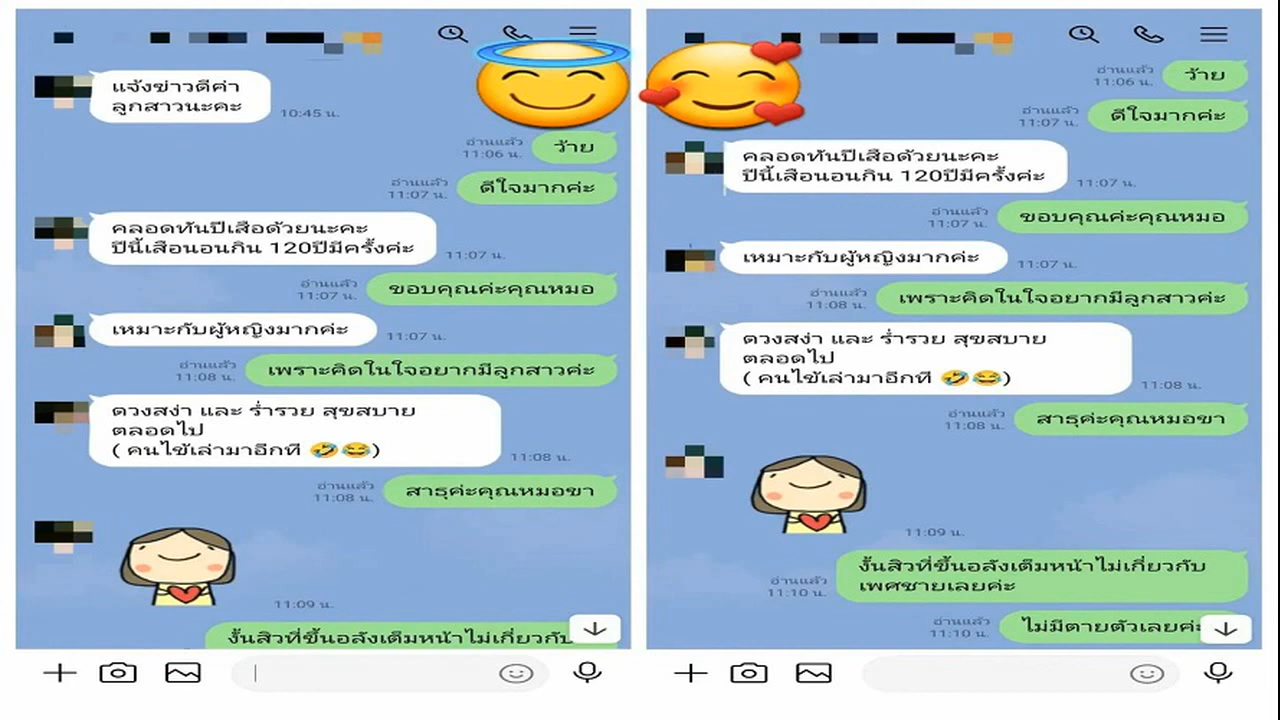 แจ้งข่าวดีค่า
ลูกสาวนะคะ
10:45 น.
อ่านแล้ว
11:06 น.
ว้าย
อ่านแล้ว
11:07 น.
ดีใจมากค่ะ
คลอดทันปีเสือด้วยนะคะ
ปีนี้เสือนอนกิน 120ปีมีครั้งค่ะ
11:07 น.
อ่านแล้ว
11:07 น.
ขอบคุณค่ะคุณหมอ
เหมาะกับผู้หญิงมากค่ะ
11:07 น.
อ่านแล้ว
11:08 น.
เพราะคิดในใจอยากมีลูกสาวค่ะ
ดวงสง่า และ ร่ำรวย สุขสบาย
ตลอดไป
( คนไข้เล่ามาอีกที 🤣😂)
11:08 น.
อ่านแล้ว
11:08 น.
สาธุค่ะคุณหมอขา
11:09 น.
งั้นสิวที่ขึ้นอลังเต็มหน้าไม่เกี่ยวกับ
อ่านแล้ว
11:06 น.
ว้าย
อ่านแล้ว
11:07 น.
ดีใจมากค่ะ
คลอดทันปีเสือด้วยนะคะ
ปีนี้เสือนอนกิน 120ปีมีครั้งค่ะ
11:07 น.
อ่านแล้ว
11:07 น.
ขอบคุณค่ะคุณหมอ
เหมาะกับผู้หญิงมากค่ะ
11:07 น.
อ่านแล้ว
11:08 น.
เพราะคิดในใจอยากมีลูกสาวค่ะ
ดวงสง่า และ ร่ำรวย สุขสบาย
ตลอดไป
( คนไข้เล่ามาอีกที 🤣😂)
11:08 น.
อ่านแล้ว
11:08 น.
สาธุค่ะคุณหมอขา
11:09 น.
งั้นสิวที่ขึ้นอลังเต็มหน้าไม่เกี่ยวกับ
เพศชายเลยค่ะ
อ่านแล้ว
11:10 น.
อ่านแล้ว
11:10 น.
ไม่มีตายตัวเลยค่ะ